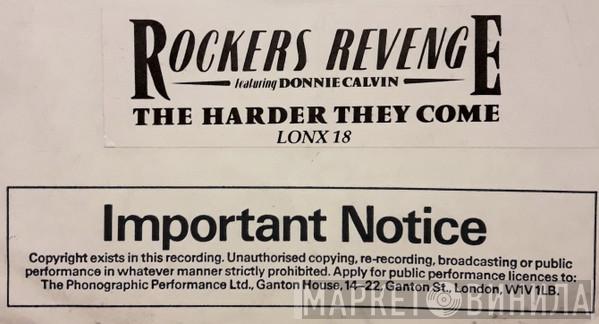 ROCKERS REVENGE
featuring DONNIE CALVIN
THE HARDER THEY COME
LONX 18
Important Notice
Copyright exists in this recording. Unauthorised copying, re-recording, broadcasting or public
performance in whatever manner strictly prohibited. Apply for public performance licences to:
The Phonographic Performance Ltd., Ganton House, 14-22, Ganton St., London, W1V 1LB.
МАРКЕТ ВИНИЛА